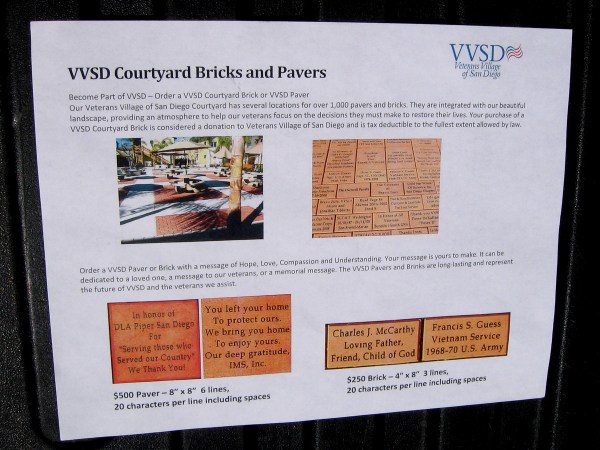 VVSD
Veterans Village
of San Diego
VVSD Courtyard Bricks and Pavers
Become Part of VVSD – Order a VVSD Courtyard Brick or VVSD Paver
Our Veterans Village of San Diego Courtyard has several locations for over 1,000 pavers and bricks. They are integrated with our beautiful
landscape, providing an atmosphere to help our veterans focus on the decisions they must make to restore their lives. Your purchase of a
VVSD Courtyard Brick is considered a donation to Veterans Village of San Diego and is tax deductible to the fullest extent allowed by law.
Order a VVSD Paver or Brick with a message of Hope, Love, Compassion and Understanding. Your message is yours to make. It can be
dedicated to a loved one, a message to our veterans, or a memorial message. The VVSD Pavers and Brinks are long-lasting and represent
the future of VVSD and the veterans we assist.
In honor of
DLA Piper San Diego
For
"Serving those who
Served our Country"
We Thank You!
You left your home
To protect ours.
We bring you home
To enjoy yours.
Our deep gratitude,
IMS, Inc.
$500 Paver – 8" x 8" 6 lines,
20 characters per line including spaces
Charles J. McCarthy
Loving Father,
Friend, Child of God
Francis S. Guess
Vietnam Service
1968-70 U.S. Army
$250 Brick – 4" x 8" 3 lines,
20 characters per line including spaces